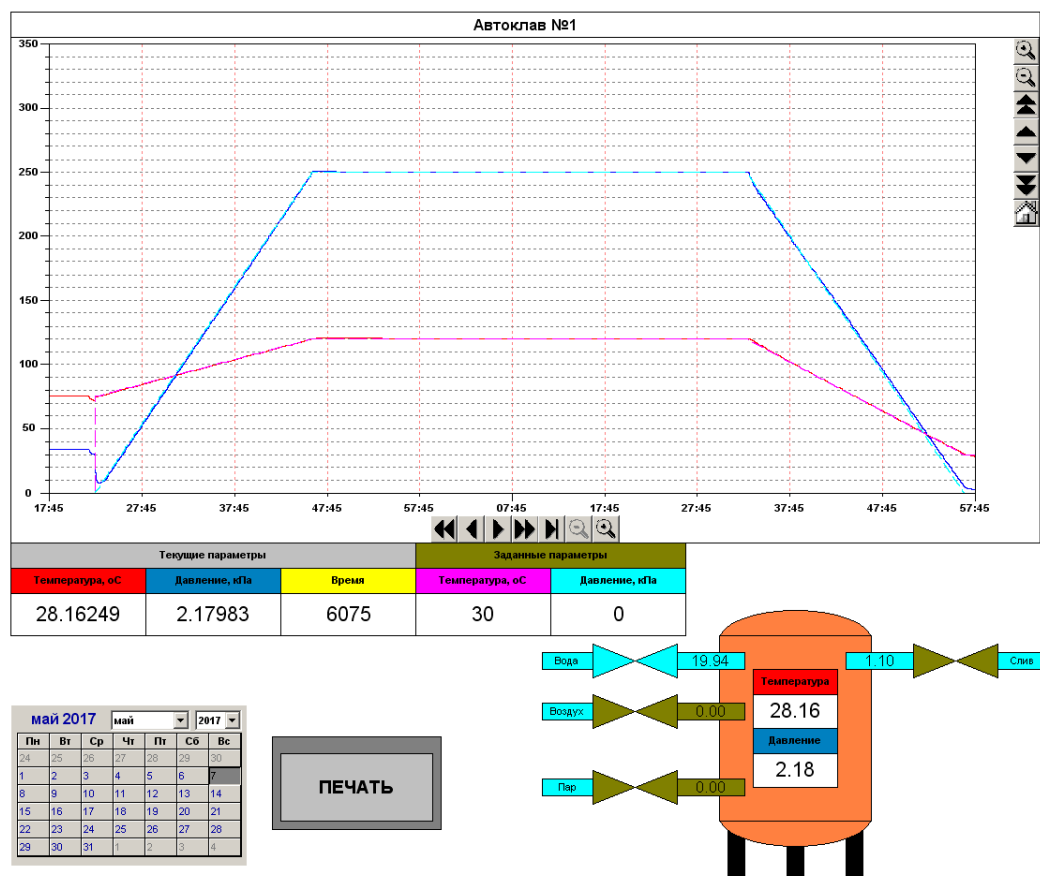 Автоклав №1
350
300
250
200
150
100
50
0
17:45 27:45 37:45 47:45 57:45 07:45 17:45 27:45 37:45 47:45 57:45
Текущие параметры Заданные параметры
Температура, оС Давление, кПа Время Температура, оС Давление, кПа
28.16249 2.17983 6075 30 0
Вода 19.94 1.10 Слив
Температура
Воздух 0.00 28.16
Давление
2.18
Пар 0.00
май 2017 май 2017
Пн Вт Ср Чт Пт Сб Вс
24 25 26 27 28 29 30
1 2 3 4 5 6 7
8 9 10 11 12 13 14
15 16 17 18 19 20 21
22 23 24 25 26 27 28
29 30 31 1 2 3 4
ПЕЧАТЬ